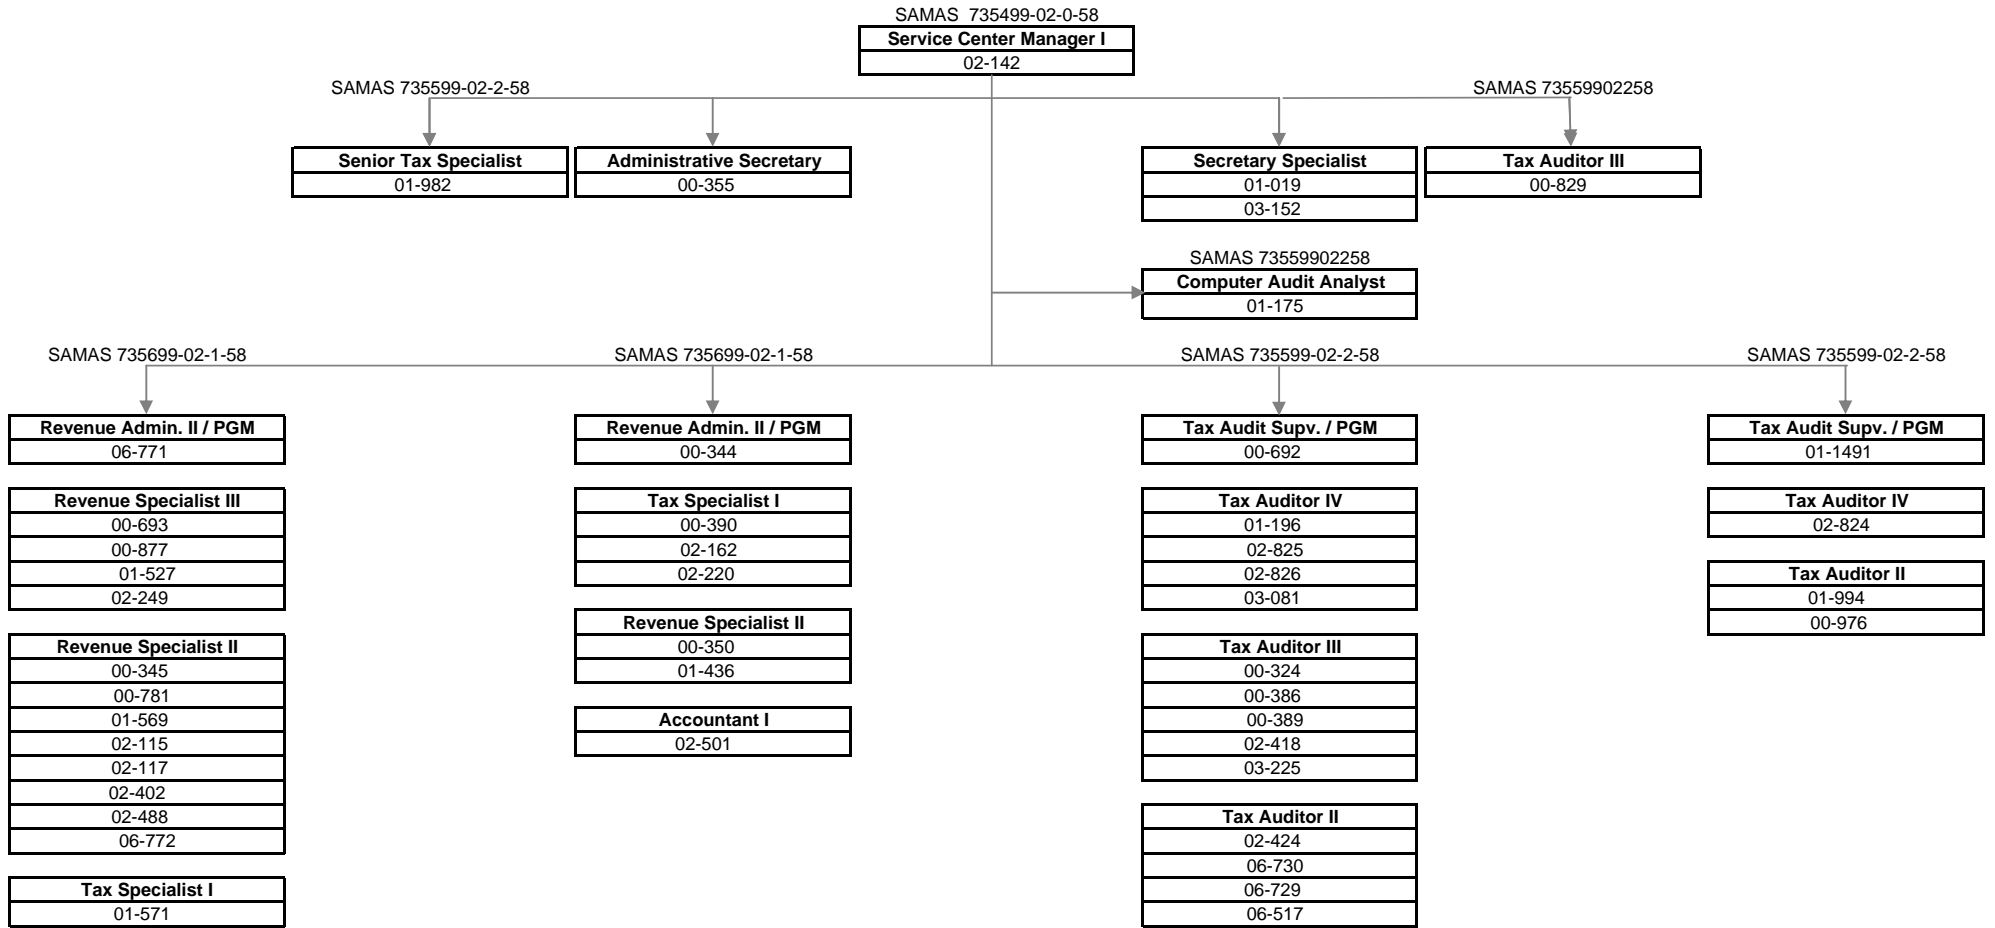 SAMAS 735499-02-0-58
Service Center Manager I
02-142
SAMAS 735599-02-2-58
SAMAS 73559902258
Senior Tax Specialist
01-982
Administrative Secretary
00-355
Secretary Specialist
01-019
03-152
Tax Auditor III
00-829
SAMAS 73559902258
Computer Audit Analyst
01-175
SAMAS 735699-02-1-58
Revenue Admin. II / PGM
06-771
Revenue Specialist III
00-693
00-877
01-527
02-249
Revenue Specialist II
00-345
00-781
01-569
02-115
02-117
02-402
02-488
06-772
Tax Specialist I
01-571
SAMAS 735699-02-1-58
Revenue Admin. II / PGM
00-344
Tax Specialist I
00-390
02-162
02-220
Revenue Specialist II
00-350
01-436
Accountant I
02-501
SAMAS 735599-02-2-58
Tax Audit Supv. / PGM
00-692
Tax Auditor IV
01-196
02-825
02-826
03-081
Tax Auditor III
00-324
00-386
00-389
02-418
03-225
Tax Auditor II
02-424
06-730
06-729
06-517
SAMAS 735599-02-2-58
Tax Audit Supv. / PGM
01-1491
Tax Auditor IV
02-824
Tax Auditor II
01-994
00-976